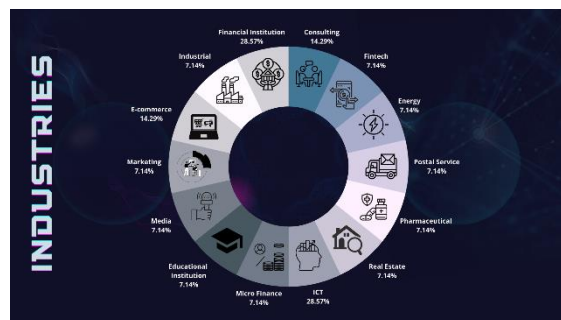 INDUSTRIES
Financial Institution
28.57%
Consulting
14.29%
Fintech
7.14%
Energy
7.14%
Postal Service
7.14%
Pharmaceutical
7.14%
Real Estate
7.14%
ICT
28.57%
Micro Finance
7.14%
Educational
Institution
7.14%
Media
7.14%
Marketing
7.14%
E-commerce
14.29%
Industrial
7.14%